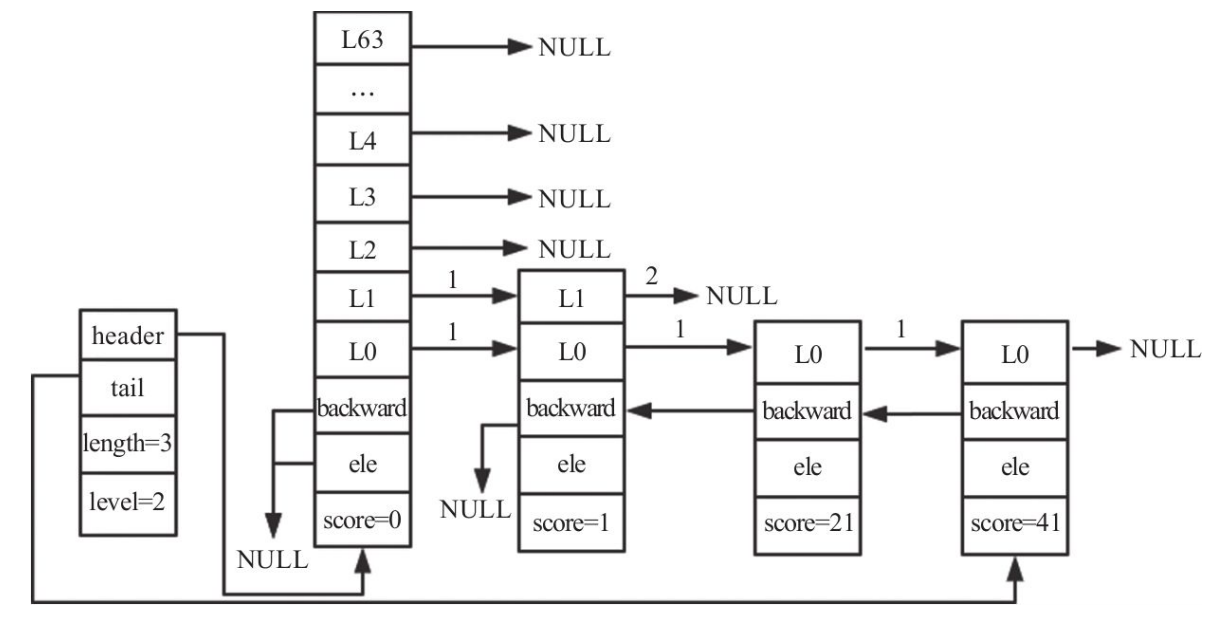 L63
NULL
…
L4
NULL
L3
NULL
L2
NULL
L1
1
L1
2
NULL
L0
1
L0
1
L0
1
L0
NULL
header
tail
length=3
level=2
backward
ele
score=0
NULL
backward
ele
score=1
NULL
backward
ele
score=21
backward
ele
score=41